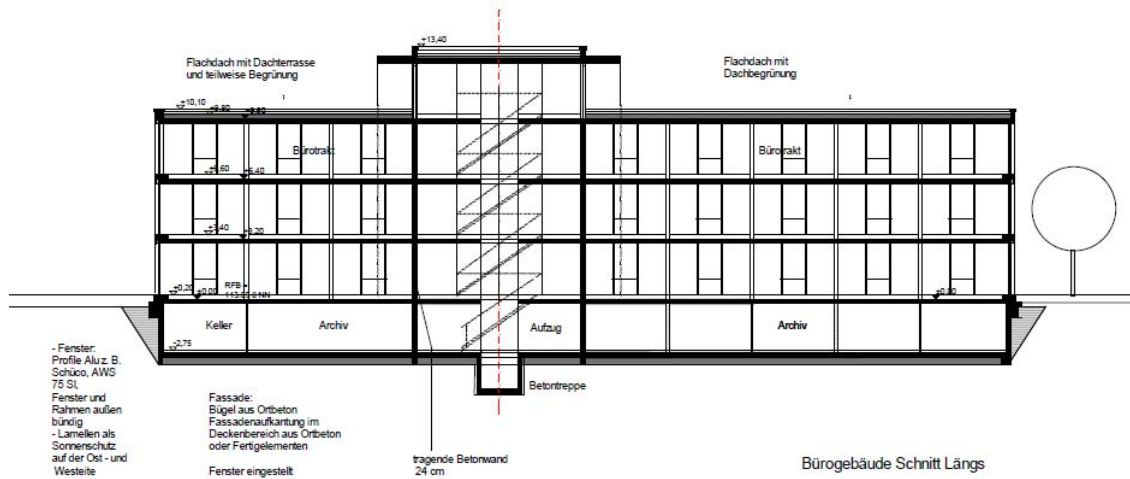 +13,40
Flachdach mit Dachterrasse
und teilweise Begrünung
Flachdach mit
Dachbegrünung
+10,10
+9,80
+9,60
Bürotrakt
Bürotrakt
+6,60
+6,40
+3,40
+3,20
+0,20
+0,00
RFB =
+0,00
Keller
Archiv
Aufzug
Archiv
-2,75
- Fenster:
Profile Alu z. B.
Schüco, AWS
75 SI,
Fenster und
Rahmen außen
bündig
- Lamellen als
Sonnenschutz
auf der Ost - und
Westeite
Fassade:
Bügel aus Ortbeton
Fassadenaufkantung im
Deckenbereich aus Ortbeton
oder Fertigelementen
Fenster eingestellt
Betontreppe
tragende Betonwand
24 cm
Bürogebäude Schnitt Längs